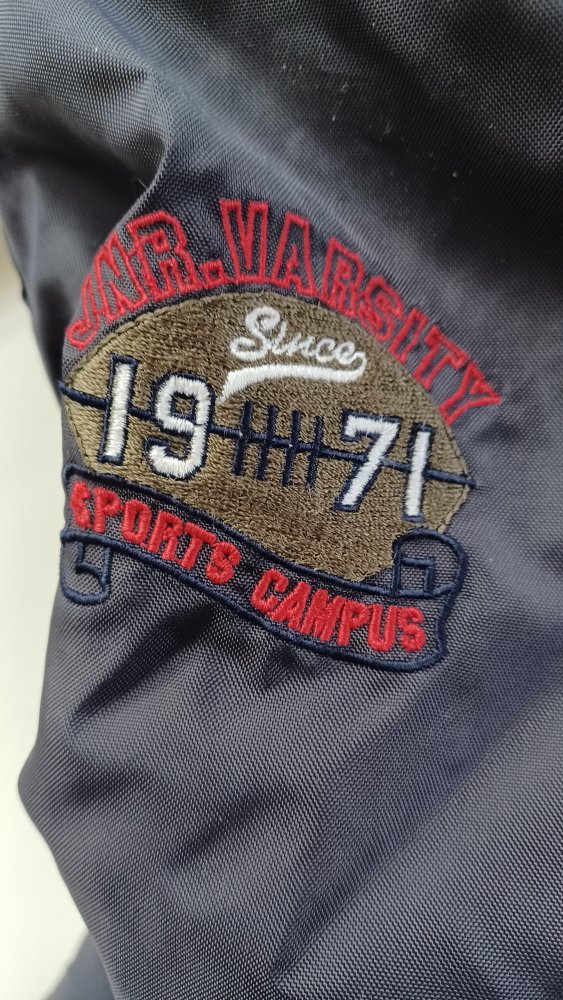 JNR. VARSITY
Since
19 71
SPORTS CAMPUS